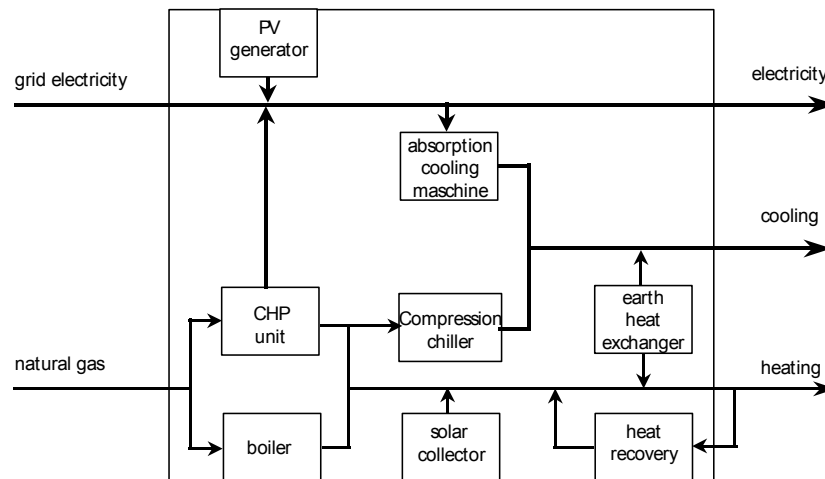 PV
generator
grid electricity
electricity
absorption
cooling
maschine
cooling
CHP
unit
Compression
chiller
earth
heat
exchanger
natural gas
heating
boiler
solar
collector
heat
recovery